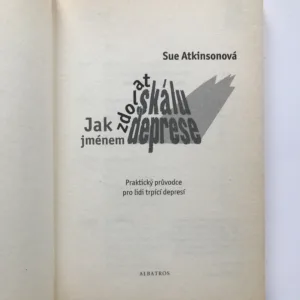 Sue Atkinsonová
Jak zdolat skálu
jménem deprese
Praktický průvodce
pro lidi trpící depresí
ALBATROS